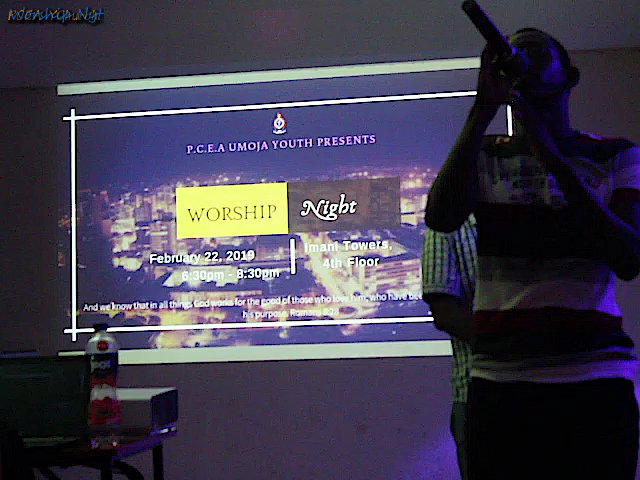 Worship Nyt
P.C.E.A UMOJA YOUTH PRESENTS
WORSHIP Night
February 22, 2019
6:30pm - 8:30pm
Imani Towers,
4th Floor
And we know that in all things God works for the good of those who love him, who have
his purpose. Romans 8:28